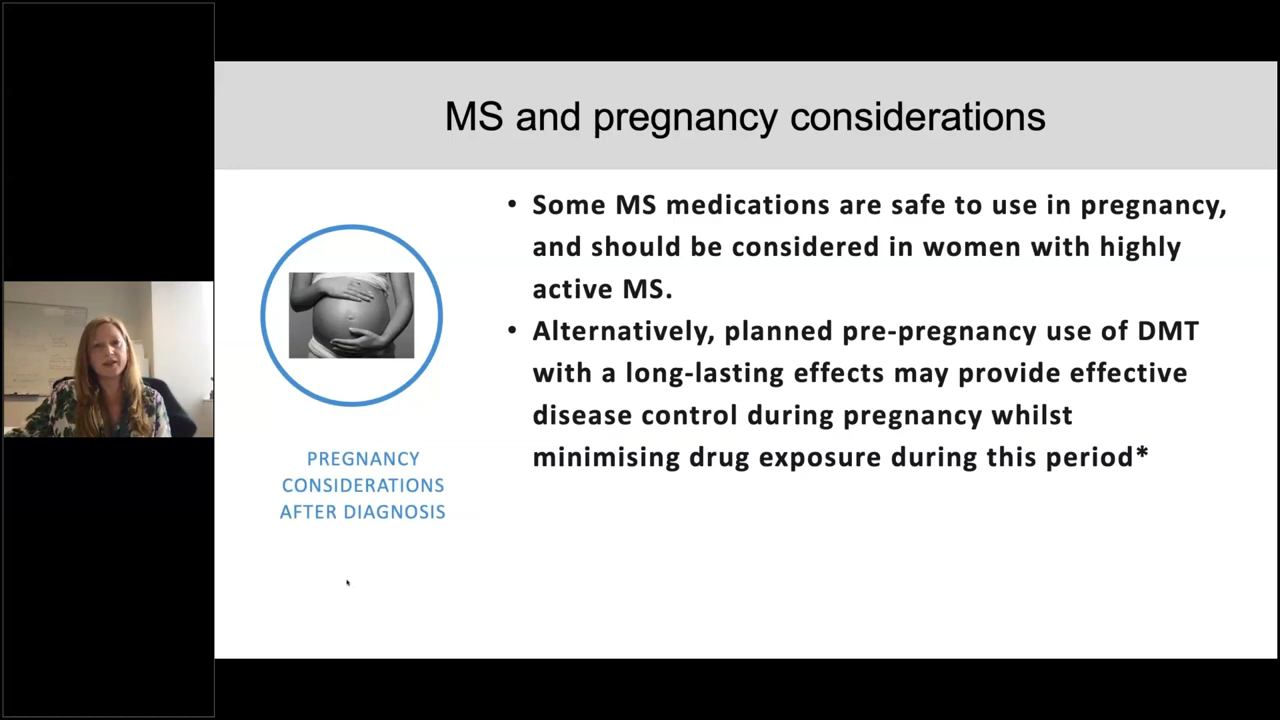 MS and pregnancy considerations
• Some MS medications are safe to use in pregnancy,
and should be considered in women with highly
active MS.
• Alternatively, planned pre-pregnancy use of DMT
with a long-lasting effects may provide effective
disease control during pregnancy whilst
minimising drug exposure during this period*
PREGNANCY
CONSIDERATIONS
AFTER DIAGNOSIS